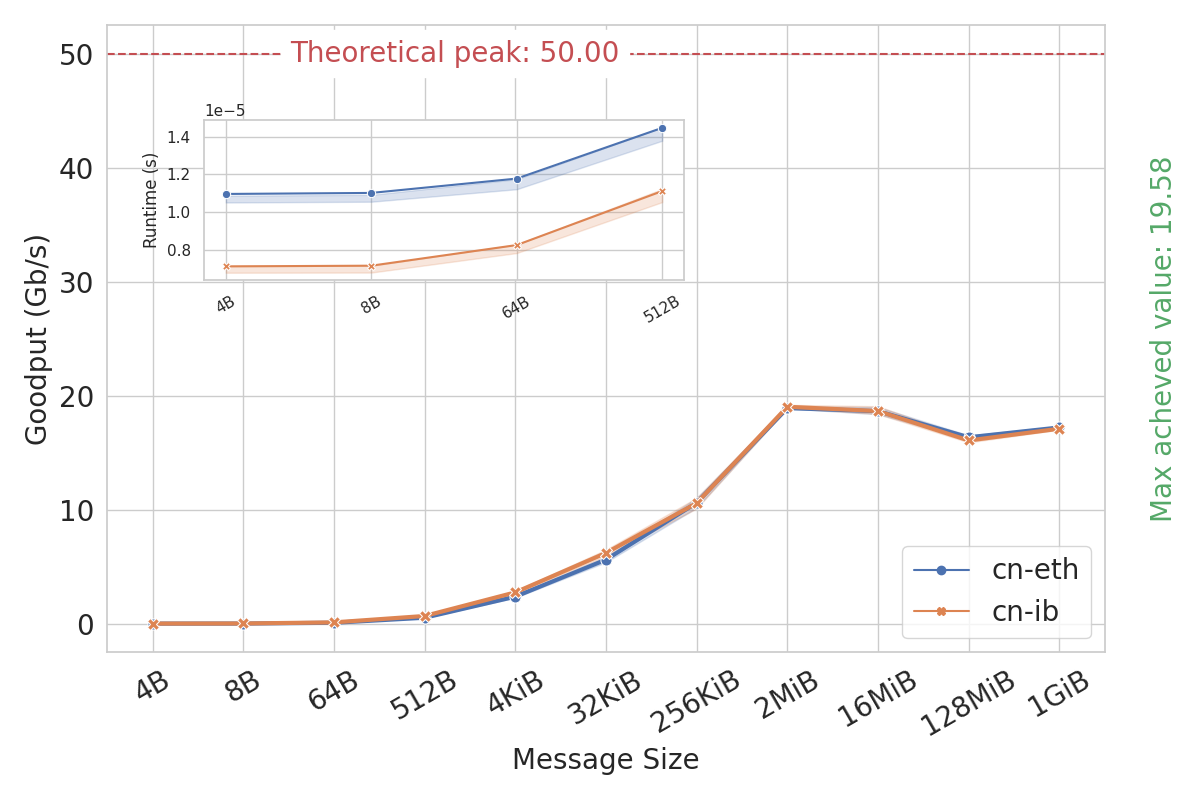 Theoretical peak: 50.00
50
40
30
20
10
0
Goodput (Gb/s)
1e−5
1.4
1.2
1.0
0.8
Runtime (s)
4B
8B
64B
512B
Max acheved value: 19.58
cn-eth
cn-ib
4B
8B
64B
512B
4KiB
32KiB
256KiB
2MiB
16MiB
128MiB
1GiB
Message Size